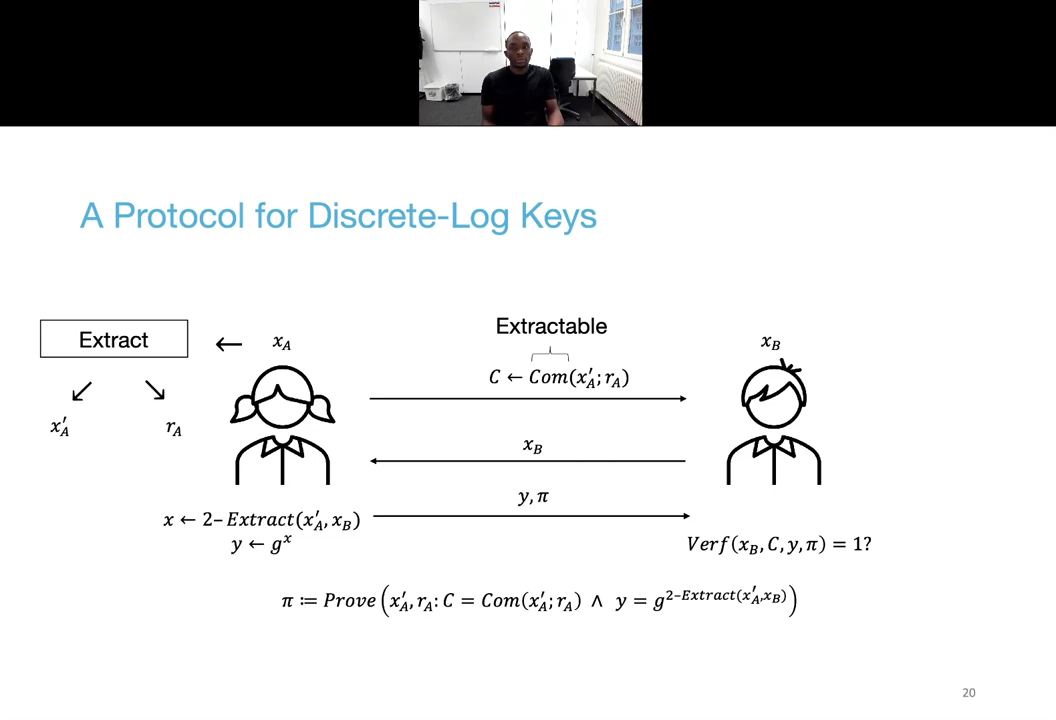 A Protocol for Discrete-Log Keys
Extractable
Extract
← x_A
x_B
C ← Com(x′_A; r_A)
x′_A
r_A
x_B
y, π
x ← 2–Extract(x′_A, x_B)
y ← g^x
Verf(x_B, C, y, π) = 1?
π ≔ Prove(x′_A, r_A: C = Com(x′_A; r_A) ∧ y = g^{2−Extract(x′_A,x_B)})
20